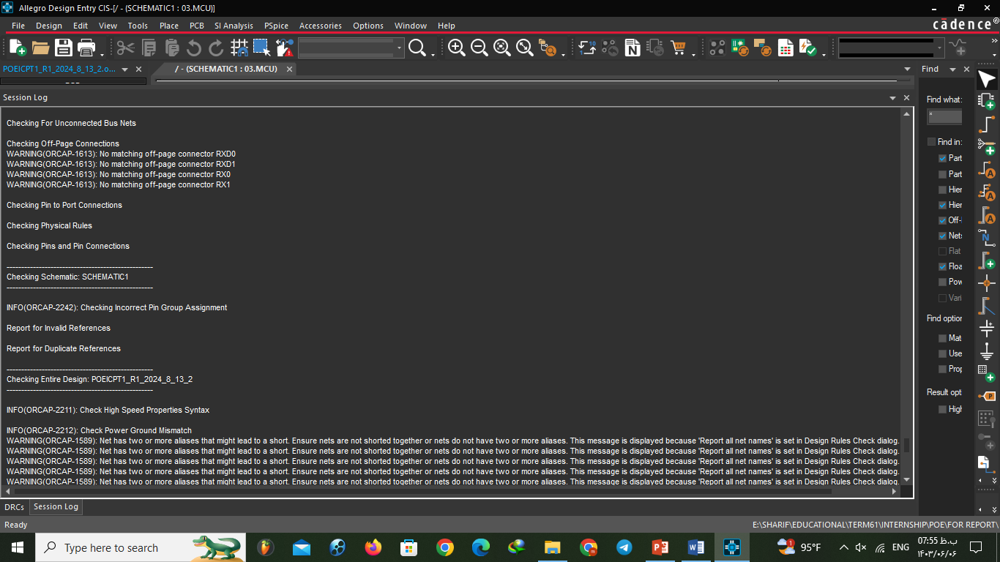 Allegro Design Entry CIS-[/ - (SCHEMATIC1 : 03.MCU)]
File Design Edit View Tools Place PCB SI Analysis PSpice Accessories Options Window Help
cadence®
POEICPT1_R1_2024_8_13_2.o...
/ - (SCHEMATIC1 : 03.MCU)
Find
Session Log
Checking For Unconnected Bus Nets
Checking Off-Page Connections
WARNING(ORCAP-1613): No matching off-page connector RXD0
WARNING(ORCAP-1613): No matching off-page connector RXD1
WARNING(ORCAP-1613): No matching off-page connector RX0
WARNING(ORCAP-1613): No matching off-page connector RX1
Checking Pin to Port Connections
Checking Physical Rules
Checking Pins and Pin Connections
--------------------------------------------------
Checking Schematic: SCHEMATIC1
--------------------------------------------------
INFO(ORCAP-2242): Checking Incorrect Pin Group Assignment
Report for Invalid References
Report for Duplicate References
--------------------------------------------------
Checking Entire Design: POEICPT1_R1_2024_8_13_2
--------------------------------------------------
INFO(ORCAP-2211): Check High Speed Properties Syntax
INFO(ORCAP-2212): Check Power Ground Mismatch
WARNING(ORCAP-1589): Net has two or more aliases that might lead to a short. Ensure nets are not shorted together or nets do not have two or more aliases. This message is displayed because 'Report all net names' is set in Design Rules Check dialog.
WARNING(ORCAP-1589): Net has two or more aliases that might lead to a short. Ensure nets are not shorted together or nets do not have two or more aliases. This message is displayed because 'Report all net names' is set in Design Rules Check dialog.
WARNING(ORCAP-1589): Net has two or more aliases that might lead to a short. Ensure nets are not shorted together or nets do not have two or more aliases. This message is displayed because 'Report all net names' is set in Design Rules Check dialog.
WARNING(ORCAP-1589): Net has two or more aliases that might lead to a short. Ensure nets are not shorted together or nets do not have two or more aliases. This message is displayed because 'Report all net names' is set in Design Rules Check dialog.
WARNING(ORCAP-1589): Net has two or more aliases that might lead to a short. Ensure nets are not shorted together or nets do not have two or more aliases. This message is displayed because 'Report all net names' is set in Design Rules Check dialog.
Find what:
*
Find in:
Part
Part
Hier
Hier
Off-
Nets
Flat
Floa
Pow
Vari
Find option
Mat
Use
Prop
Result opt
High
DRCs Session Log
Ready
E:\SHARIF\EDUCATIONAL\TERM61\INTERNSHIP\POE\FOR REPORT\
Type here to search
95°F
ENG
07:55 ب.ظ
۱۴۰۳/۰۶/۰۶